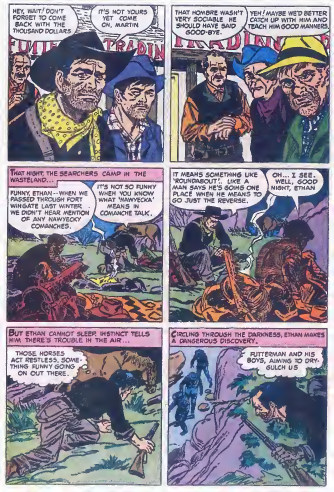 HEY, WAIT! DON'T
FORGET TO COME
BACK WITH THE
THOUSAND DOLLARS
IT'S NOT YOURS
YET COME
ON, MARTIN
TRADING
THAT HOMBRE WASN'T
VERY SOCIABLE HE
SHOULD HAVE SAID
GOOD-BYE.
YEH! MAYBE WE'D BETTER
CATCH UP WITH HIM AND
TEACH HIM GOOD MANNERS
TRADING
THAT NIGHT, THE SEARCHERS CAMP IN THE
WASTELAND...
FUNNY, ETHAN--WHEN WE
PASSED THROUGH FORT
WINGATE LAST WINTER
WE DIDN'T HEAR MENTION
OF ANY NAWYECKY
COMANCHES.
IT'S NOT SO FUNNY
WHEN YOU KNOW
WHAT 'NAWYECKA'
MEANS IN
COMANCHE TALK.
IT MEANS SOMETHING LIKE
'ROUNDABOUT'. LIKE A
MAN SAYS HE'S GOING ONE
PLACE WHEN HE MEANS TO
GO JUST THE REVERSE.
OH... I SEE.
WELL, GOOD
NIGHT, ETHAN
BUT ETHAN CANNOT SLEEP. INSTINCT TELLS
HIM THERE'S TROUBLE IN THE AIR...
THOSE HORSES
ACT RESTLESS, SOME-
THING FUNNY GOING
ON OUT THERE.
CIRCLING THROUGH THE DARKNESS, ETHAN MAKES
A DANGEROUS DISCOVERY.
FUTTERMAN AND HIS
BOYS, AIMING TO DRY-
GULCH US